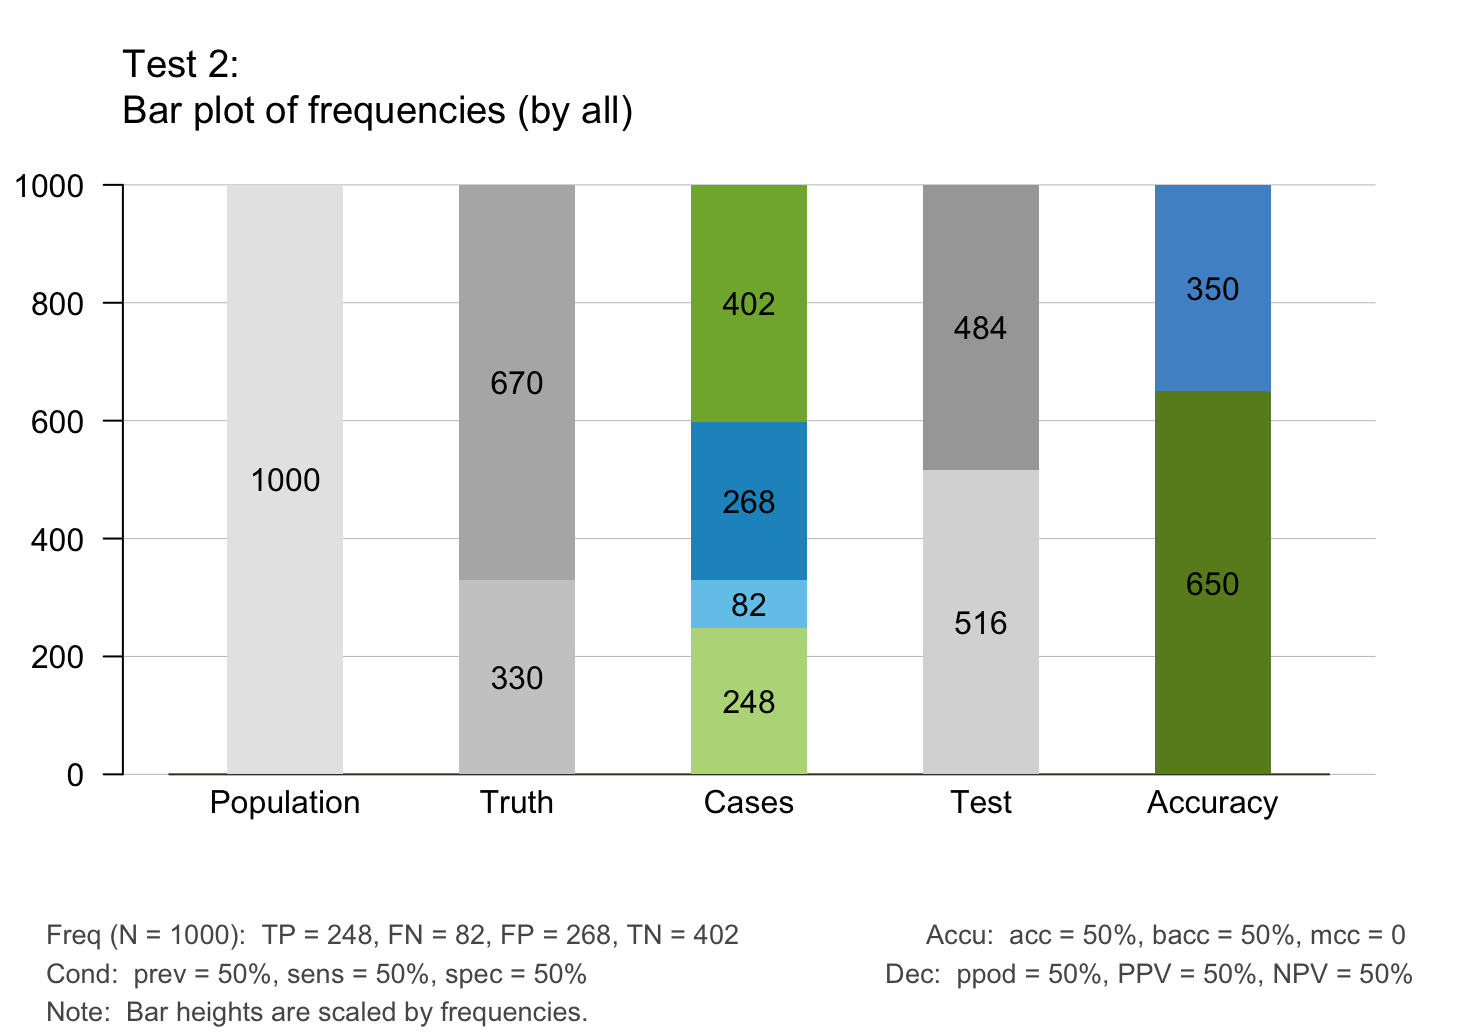 Test 2:
Bar plot of frequencies (by all)
1000
800
600
400
200
0
1000
670
330
402
268
82
248
484
516
350
650
Population
Truth
Cases
Test
Accuracy
Freq (N = 1000):  TP = 248, FN = 82, FP = 268, TN = 402
Accu:  acc = 50%, bacc = 50%, mcc = 0
Cond:  prev = 50%, sens = 50%, spec = 50%
Dec:  ppod = 50%, PPV = 50%, NPV = 50%
Note:  Bar heights are scaled by frequencies.